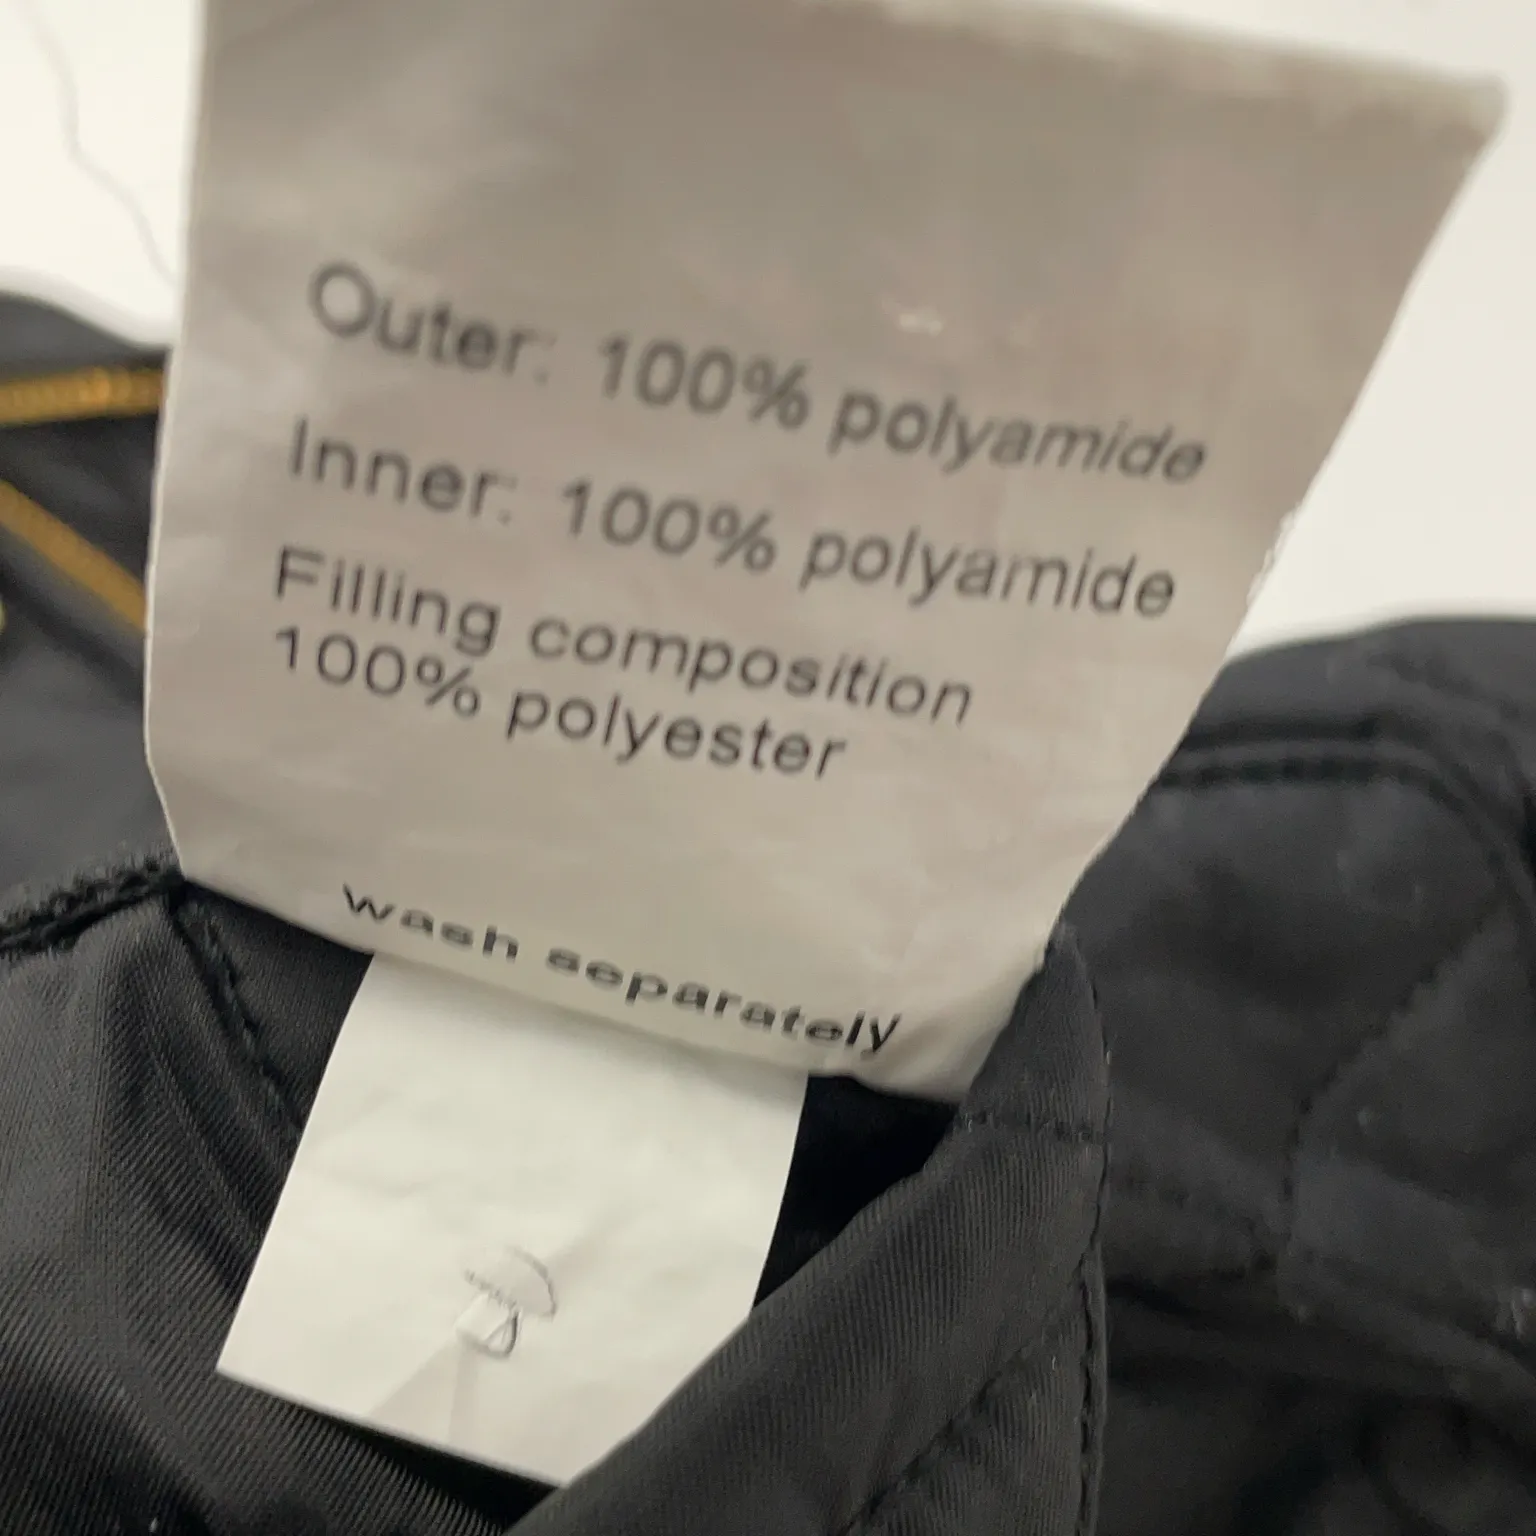 Outer: 100% polyamide
Inner: 100% polyamide
Filling composition
100% polyester
wash separately